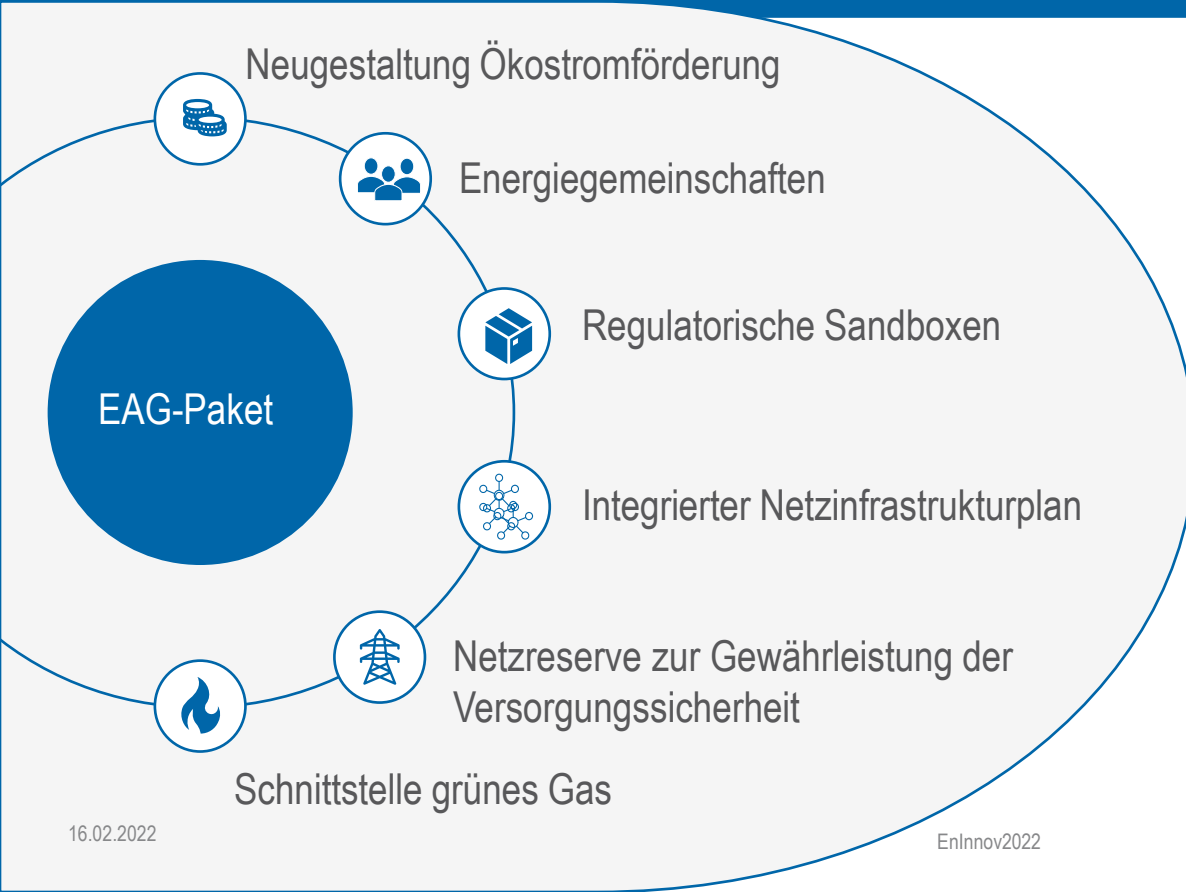 Neugestaltung Ökostromförderung
Energiegemeinschaften
Regulatorische Sandboxen
EAG-Paket
Integrierter Netzinfrastrukturplan
Netzreserve zur Gewährleistung der
Versorgungssicherheit
Schnittstelle grünes Gas
16.02.2022
EnInnov2022